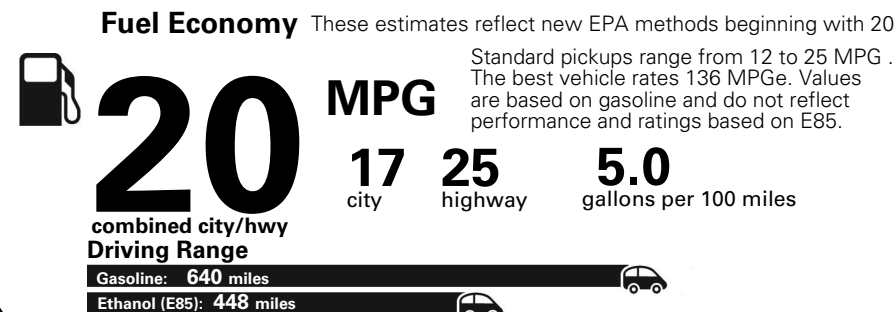 Fuel Economy These estimates reflect new EPA methods beginning with 20
Standard pickups range from 12 to 25 MPG .
The best vehicle rates 136 MPGe. Values
are based on gasoline and do not reflect
performance and ratings based on E85.
20 MPG
17 25 5.0
city highway gallons per 100 miles
combined city/hwy
Driving Range
Gasoline: 640 miles
Ethanol (E85): 448 miles